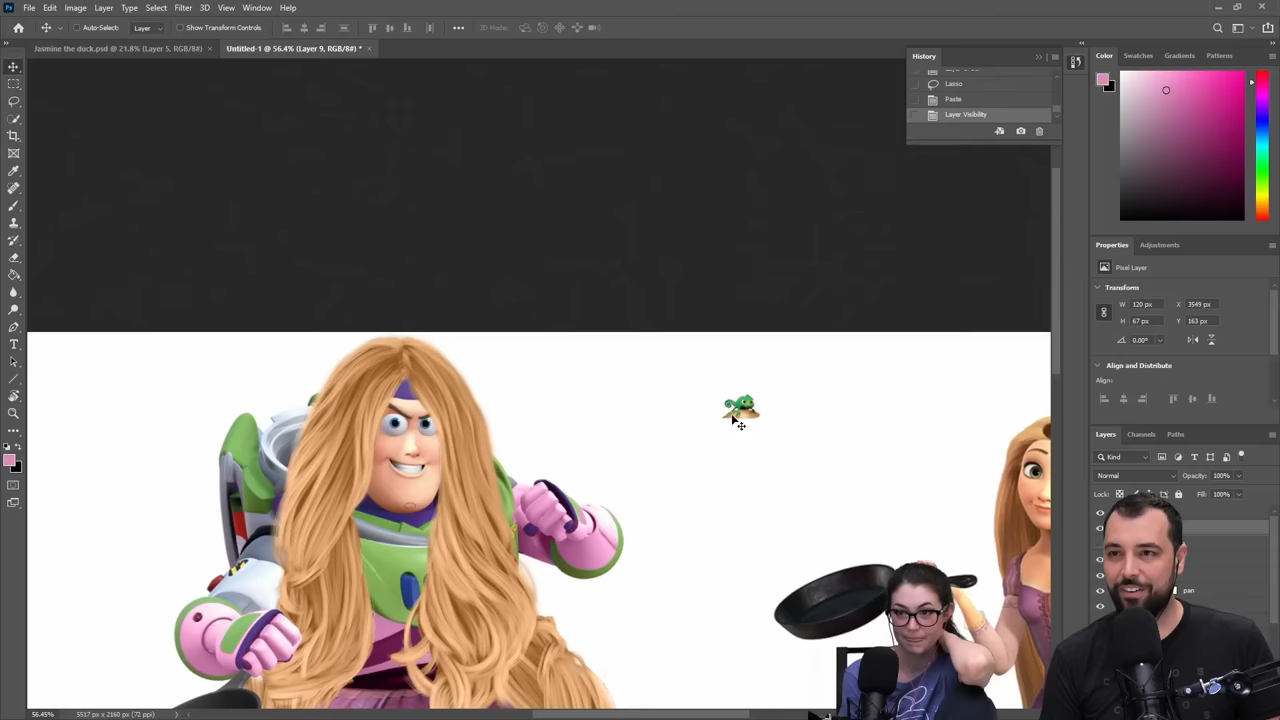 Ps File Edit Image Layer Type Select Filter 3D View Window Help
Auto-Select: Layer Show Transform Controls 3D Mode:
Jasmine the duck.psd @ 21.8% (Layer 5, RGB/8#) × Untitled-1 @ 56.4% (Layer 9, RGB/8#) * ×
History
Lasso
Paste
Layer Visibility
Color Swatches Gradients Patterns
Properties Adjustments
Pixel Layer
Transform
W 120 px X 3549 px
H 67 px Y 163 px
0.00°
Align and Distribute
Align:
Layers Channels Paths
Kind
Normal Opacity: 100%
Lock: Fill: 100%
pan
56.45% 5517 px x 2160 px (72 ppi)